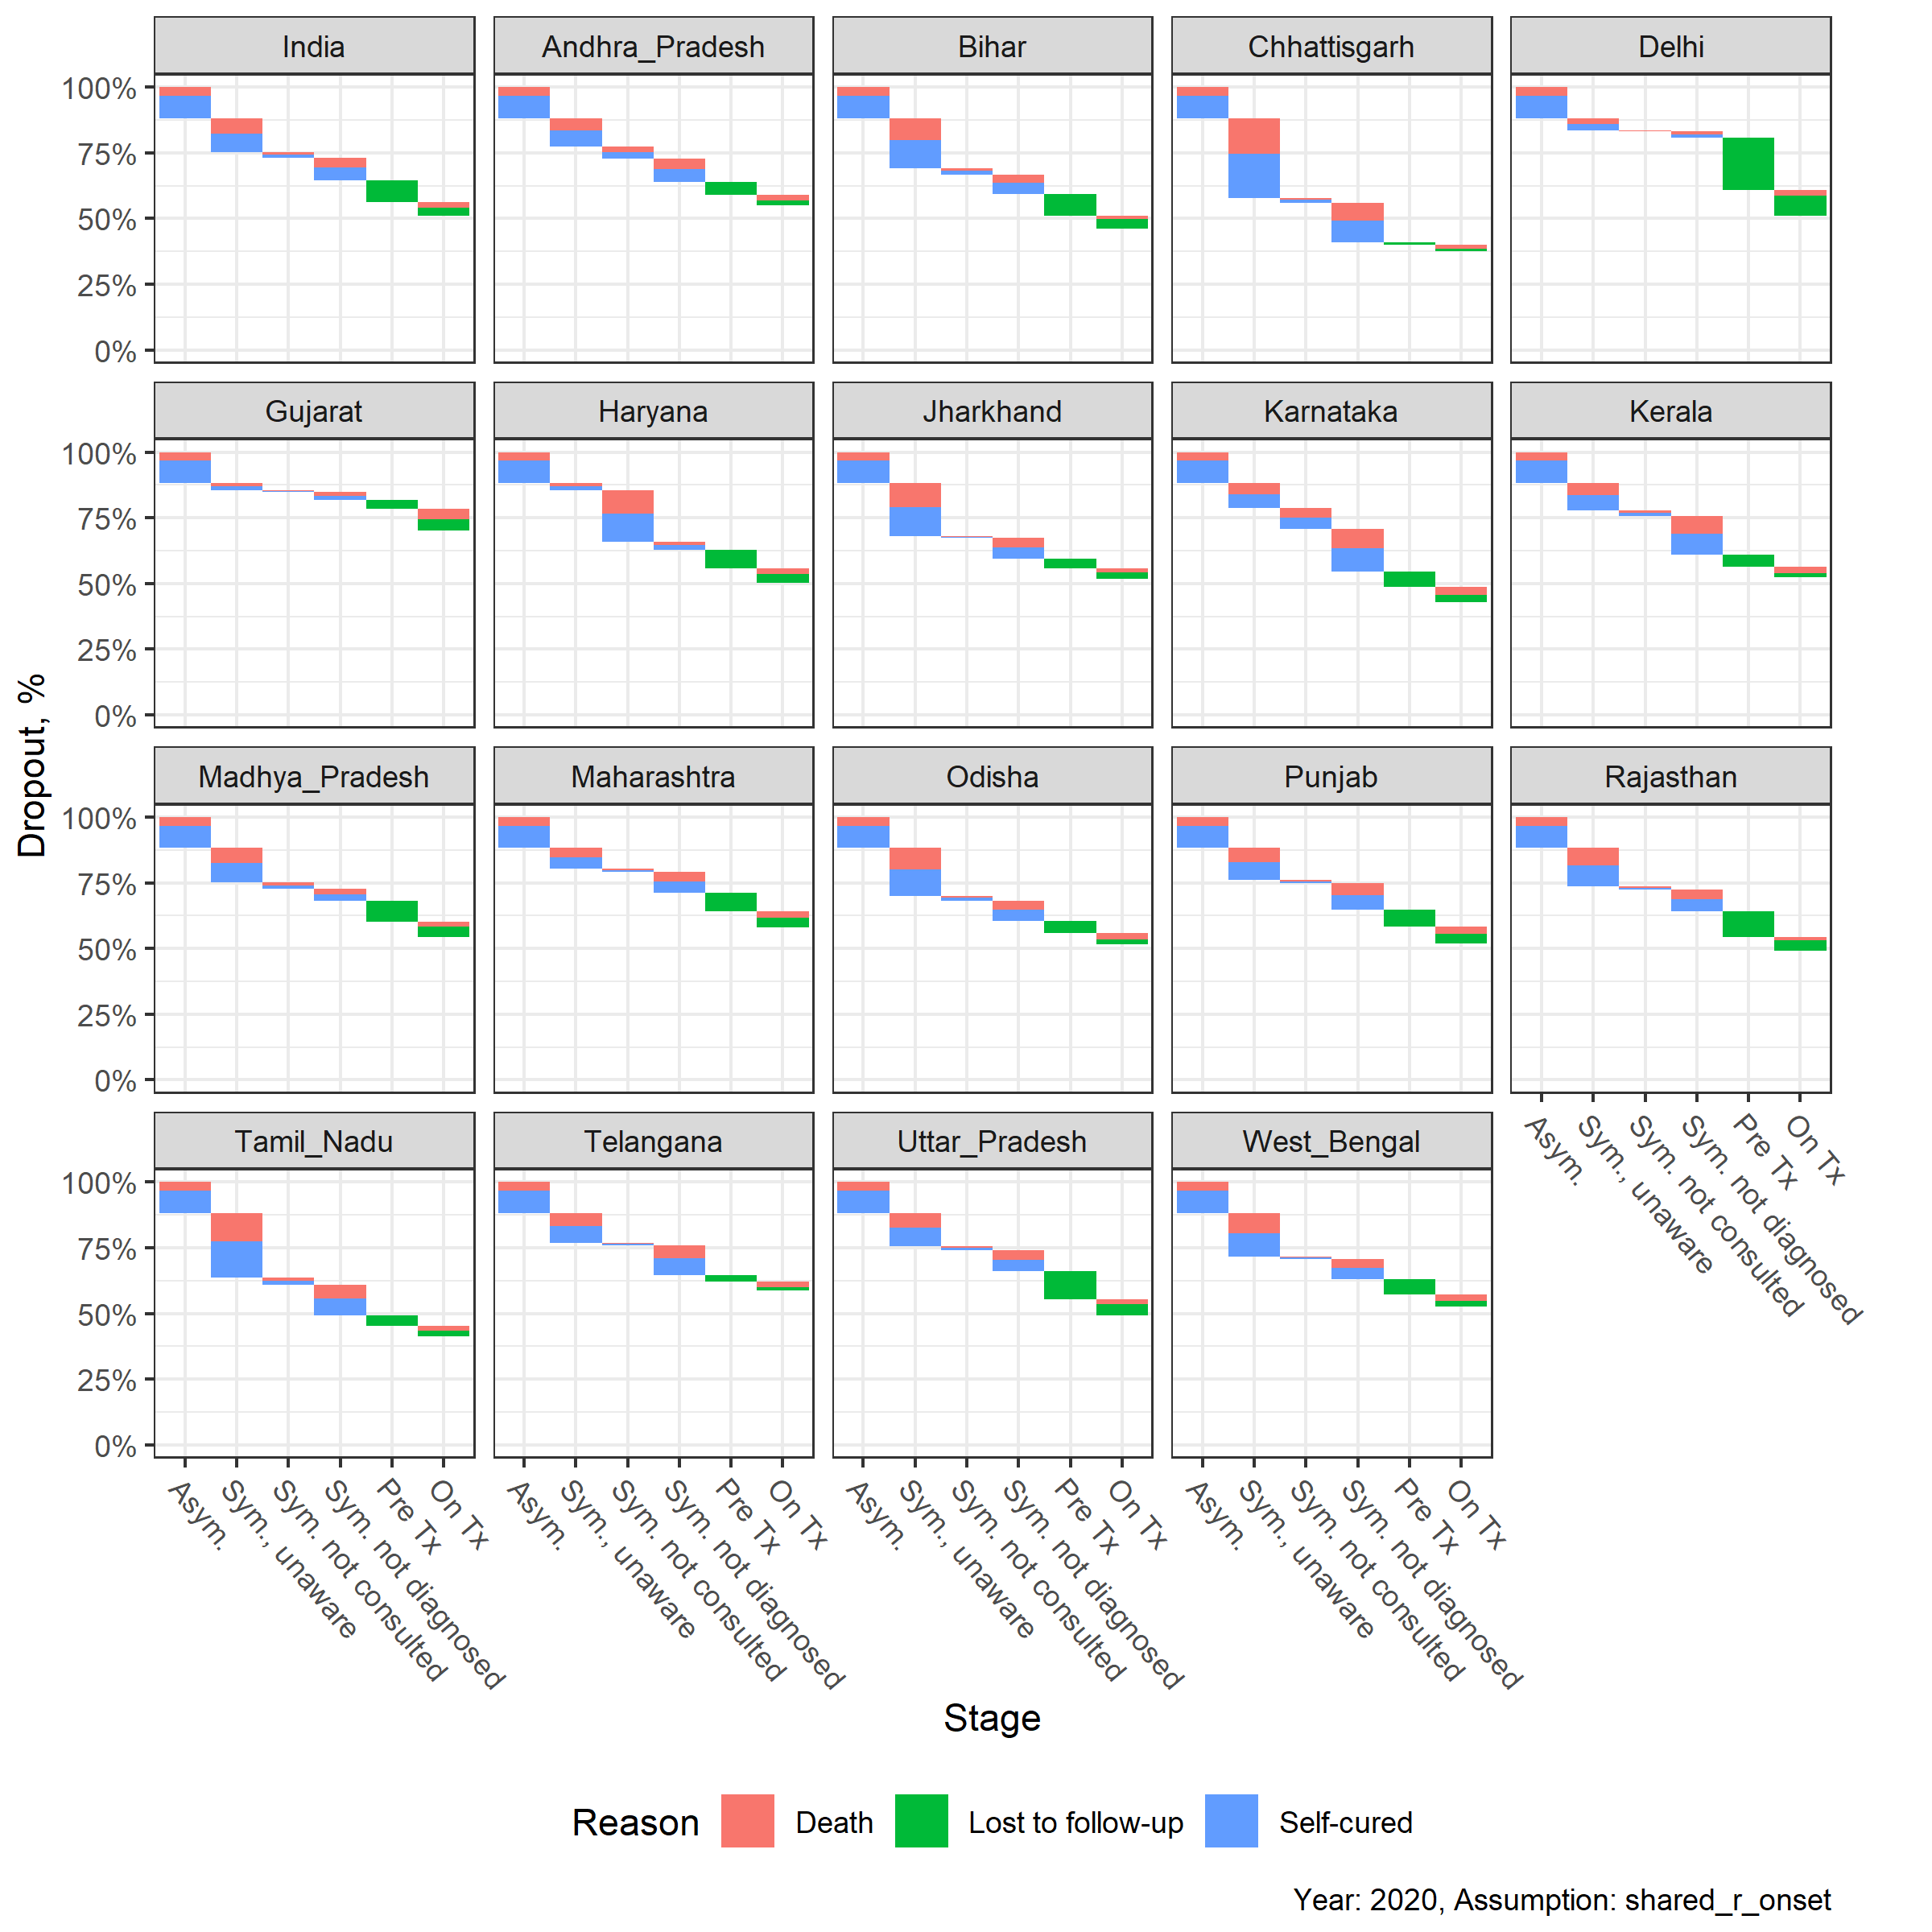 India Andhra_Pradesh Bihar Chhattisgarh Delhi
100%
75%
50%
25%
0%
Gujarat Haryana Jharkhand Karnataka Kerala
100%
75%
50%
25%
0%
Madhya_Pradesh Maharashtra Odisha Punjab Rajasthan
100%
75%
50%
25%
0%
Asym. Sym., unaware Sym. not consulted Sym. not diagnosed Pre Tx On Tx
Tamil_Nadu Telangana Uttar_Pradesh West_Bengal
100%
75%
50%
25%
0%
Asym. Sym., unaware Sym. not consulted Sym. not diagnosed Pre Tx On Tx
Asym. Sym., unaware Sym. not consulted Sym. not diagnosed Pre Tx On Tx
Asym. Sym., unaware Sym. not consulted Sym. not diagnosed Pre Tx On Tx
Asym. Sym., unaware Sym. not consulted Sym. not diagnosed Pre Tx On Tx
Dropout, %
Stage
Reason Death Lost to follow-up Self-cured
Year: 2020, Assumption: shared_r_onset